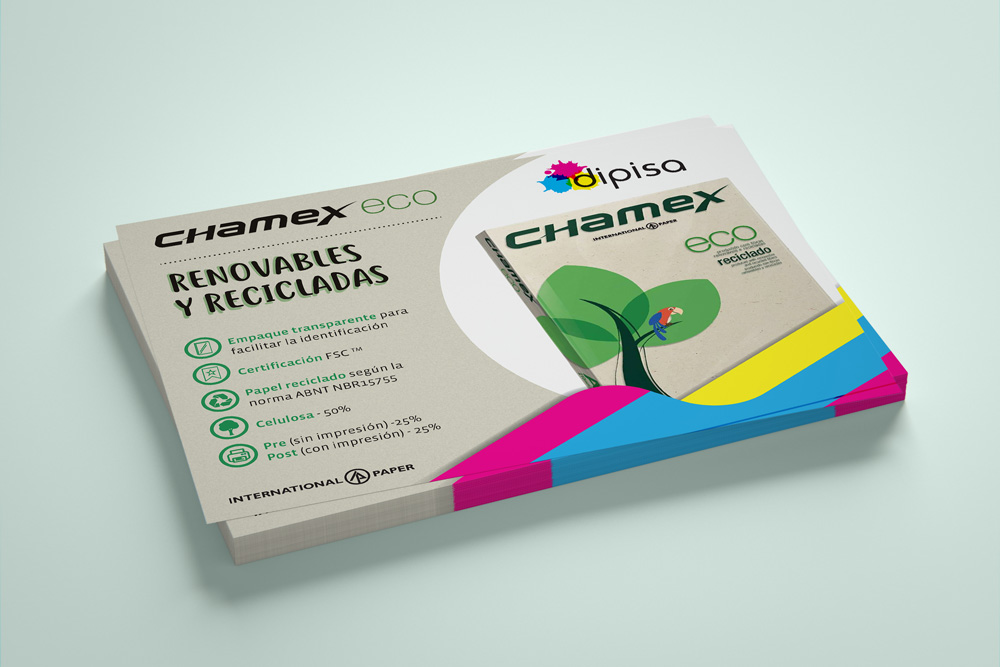 CHAMEX eco
RENOVABLES
Y RECICLADAS
Empaque transparente para
facilitar la identificación
Certificación FSC™
Papel reciclado según la
norma ABNT NBR15755
Celulosa - 50%
Pre (sin impresión) -25%
Post (con impresión) - 25%
INTERNATIONAL PAPER
dipisa
CHAMEX
INTERNATIONAL PAPER
eco
reciclado
CHAMEX